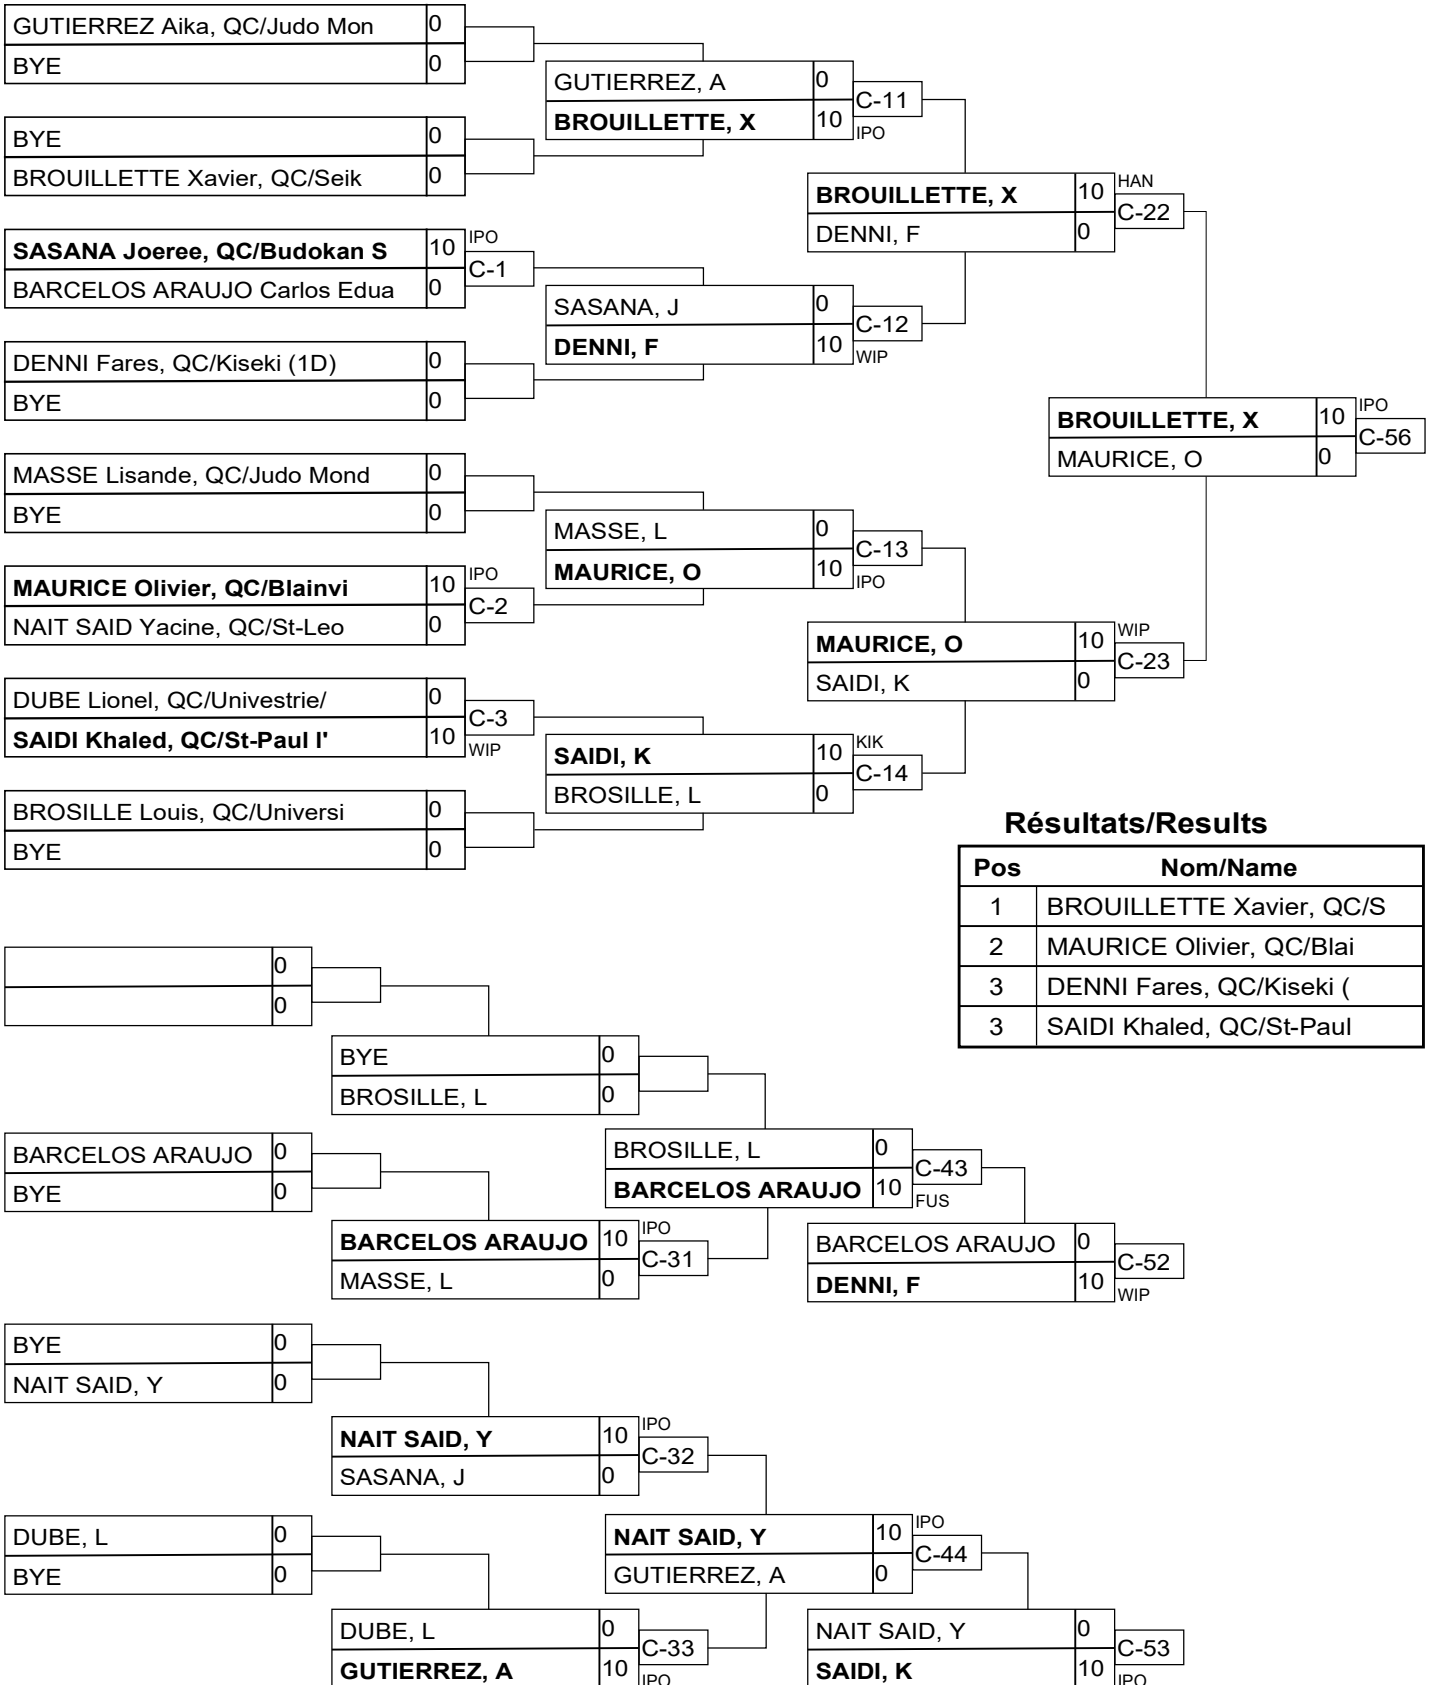 GUTIERREZ Aika, QC/Judo Mon 0
BYE 0
GUTIERREZ, A 0
C-11
BROUILLETTE, X 10
IPO
BYE 0
BROUILLETTE Xavier, QC/Seik 0
BROUILLETTE, X 10
HAN
C-22
DENNI, F 0
SASANA Joeree, QC/Budokan S 10
IPO
C-1
BARCELOS ARAUJO Carlos Edua 0
SASANA, J 0
C-12
DENNI, F 10
WIP
DENNI Fares, QC/Kiseki (1D) 0
BYE 0
BROUILLETTE, X 10
IPO
C-56
MAURICE, O 0
MASSE Lisande, QC/Judo Mond 0
BYE 0
MASSE, L 0
C-13
MAURICE, O 10
IPO
MAURICE Olivier, QC/Blainvi 10
IPO
C-2
NAIT SAID Yacine, QC/St-Leo 0
MAURICE, O 10
WIP
C-23
SAIDI, K 0
DUBE Lionel, QC/Univestrie/ 0
C-3
SAIDI Khaled, QC/St-Paul l' 10
WIP
SAIDI, K 10
KIK
C-14
BROSILLE, L 0
BROSILLE Louis, QC/Universi 0
BYE 0
Résultats/Results
Pos Nom/Name
1 BROUILLETTE Xavier, QC/S
2 MAURICE Olivier, QC/Blai
3 DENNI Fares, QC/Kiseki (
3 SAIDI Khaled, QC/St-Paul
0
0
BYE 0
BROSILLE, L 0
BARCELOS ARAUJO 0
BYE 0
BROSILLE, L 0
C-43
BARCELOS ARAUJO 10
FUS
BARCELOS ARAUJO 10
IPO
C-31
MASSE, L 0
BARCELOS ARAUJO 0
C-52
DENNI, F 10
WIP
BYE 0
NAIT SAID, Y 0
NAIT SAID, Y 10
IPO
C-32
SASANA, J 0
DUBE, L 0
BYE 0
NAIT SAID, Y 10
IPO
C-44
GUTIERREZ, A 0
DUBE, L 0
C-33
GUTIERREZ, A 10
IPO
NAIT SAID, Y 0
C-53
SAIDI, K 10
IPO